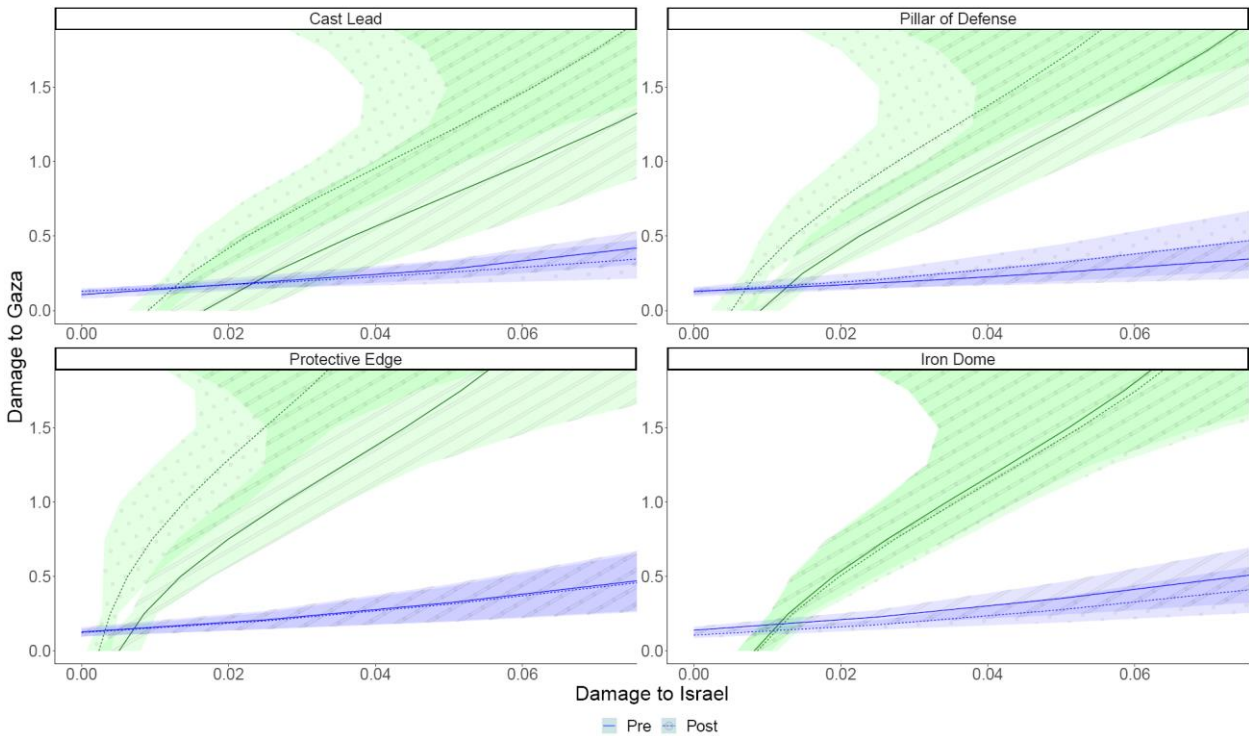 Cast Lead
Pillar of Defense
1.5
1.0
0.5
0.0
0.00 0.02 0.04 0.06
1.5
1.0
0.5
0.0
0.00 0.02 0.04 0.06
Protective Edge
Iron Dome
1.5
1.0
0.5
0.0
0.00 0.02 0.04 0.06
1.5
1.0
0.5
0.0
0.00 0.02 0.04 0.06
Damage to Gaza
Damage to Israel
Pre Post